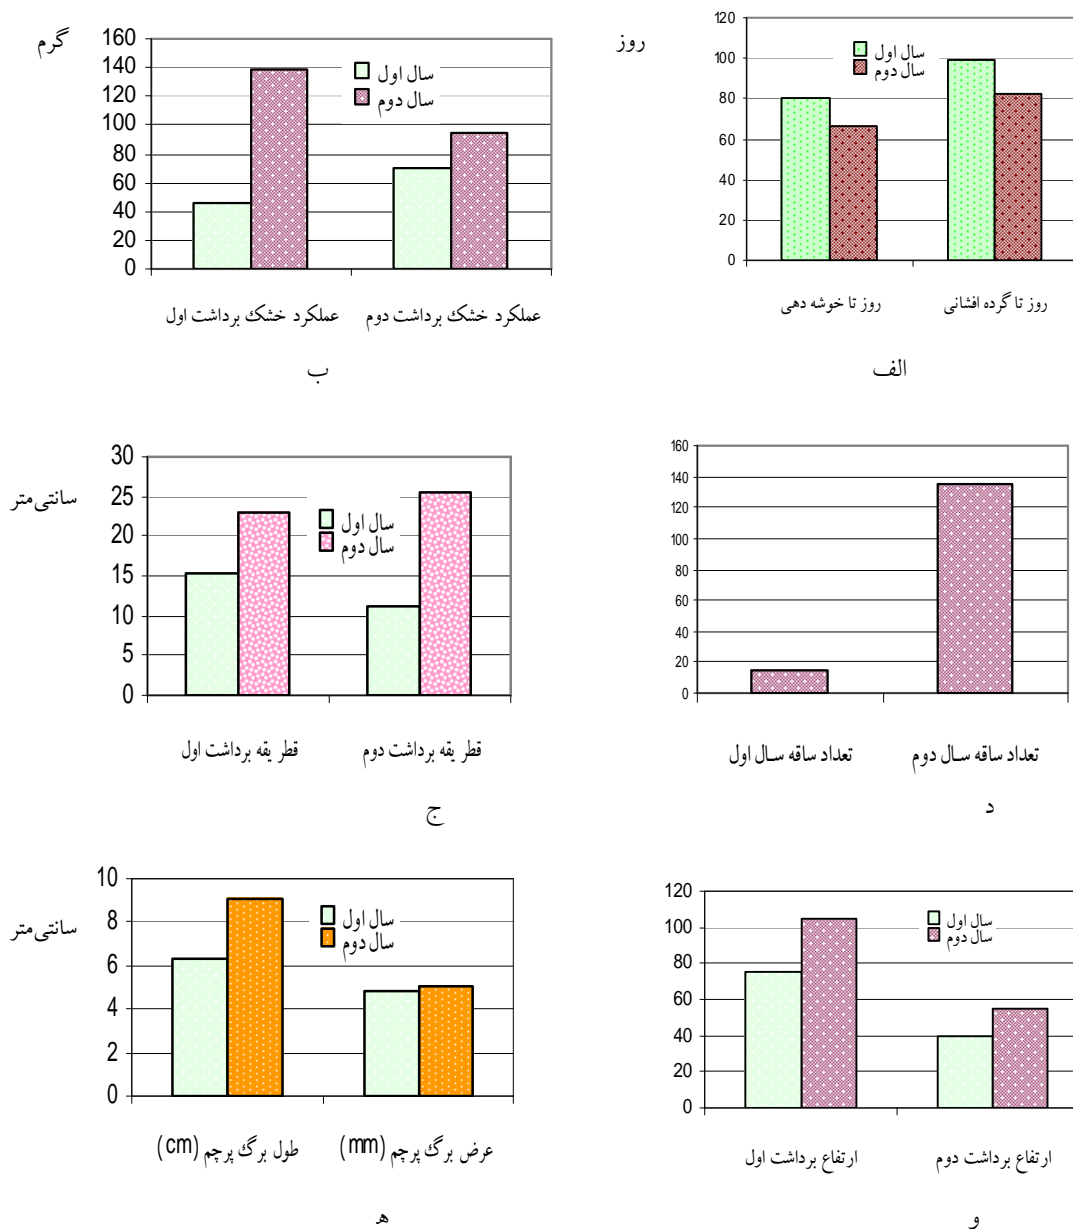 روز
120
100
80
60
40
20
0
سال اول
سال دوم
روز تا خوشه دهی
روز تا گرده افشانی
الف
گرم
160
140
120
100
80
60
40
20
0
سال اول
سال دوم
عملکرد خشک برداشت اول
عملکرد خشک برداشت دوم
ب
سانتی‌متر
30
25
20
15
10
5
0
سال اول
سال دوم
قطر یقه برداشت اول
قطر یقه برداشت دوم
ج
160
140
120
100
80
60
40
20
0
تعداد ساقه سال اول
تعداد ساقه سال دوم
د
سانتی‌متر
10
8
6
4
2
0
سال اول
سال دوم
طول برگ پرچم (cm)
عرض برگ پرچم (mm)
ه
120
100
80
60
40
20
0
سال اول
سال دوم
ارتفاع برداشت اول
ارتفاع برداشت دوم
و